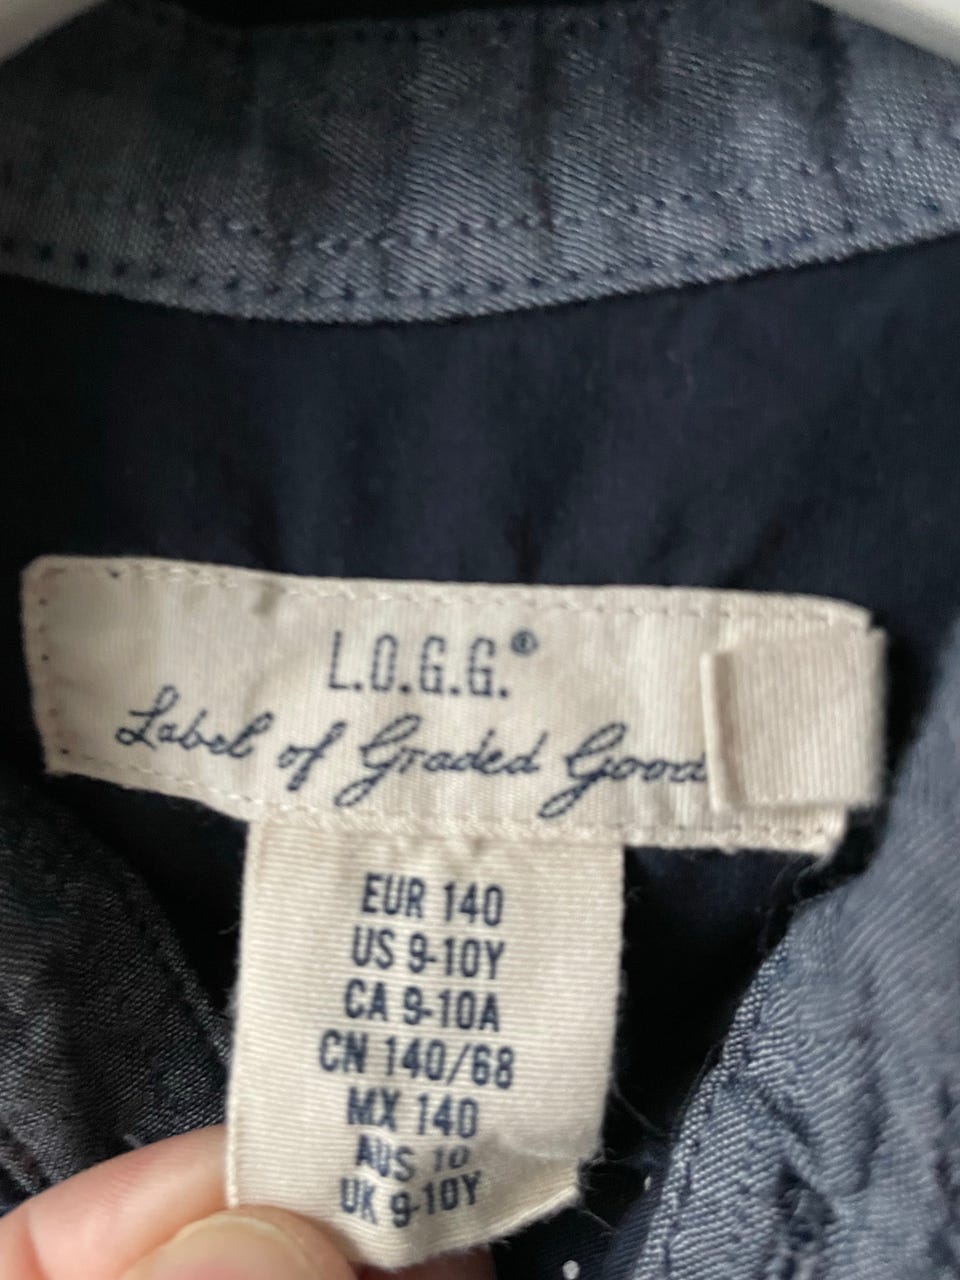 L.O.G.G.®
Label of Graded Good
EUR 140
US 9-10Y
CA 9-10A
CN 140/68
MX 140
AUS 10
UK 9-10Y